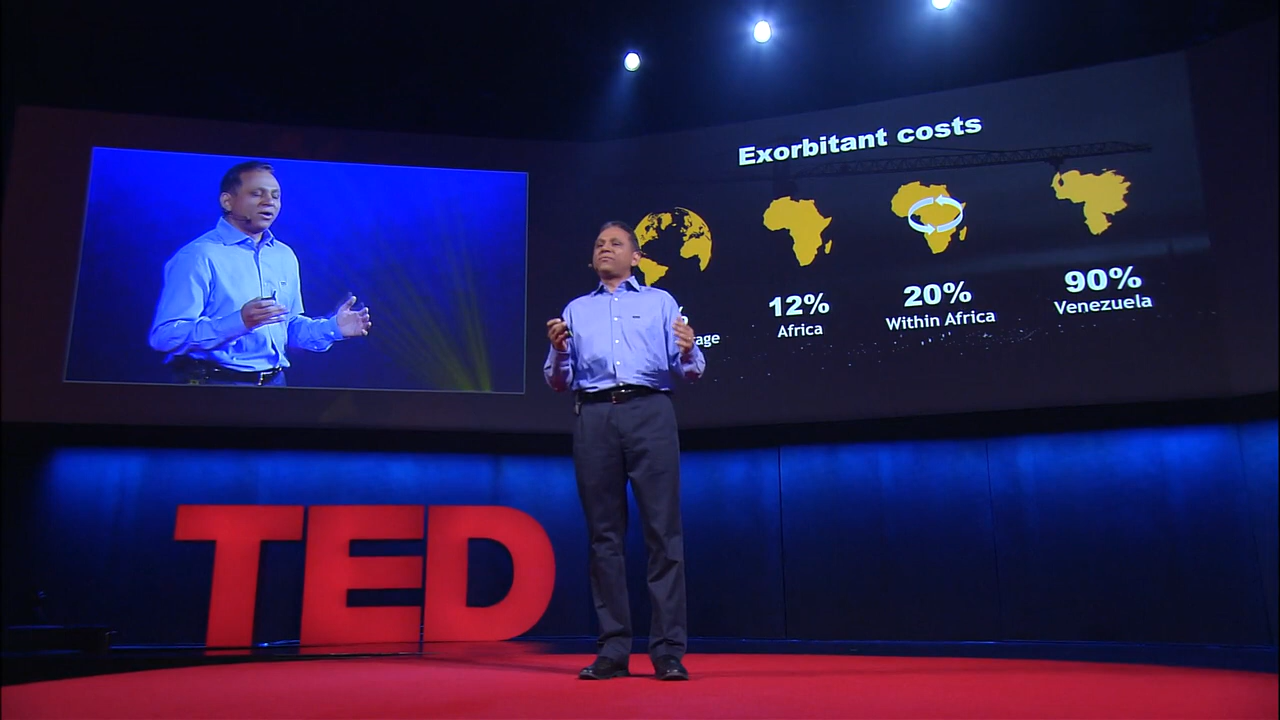 Exorbitant costs
12%
Africa
20%
Within Africa
90%
Venezuela
TED